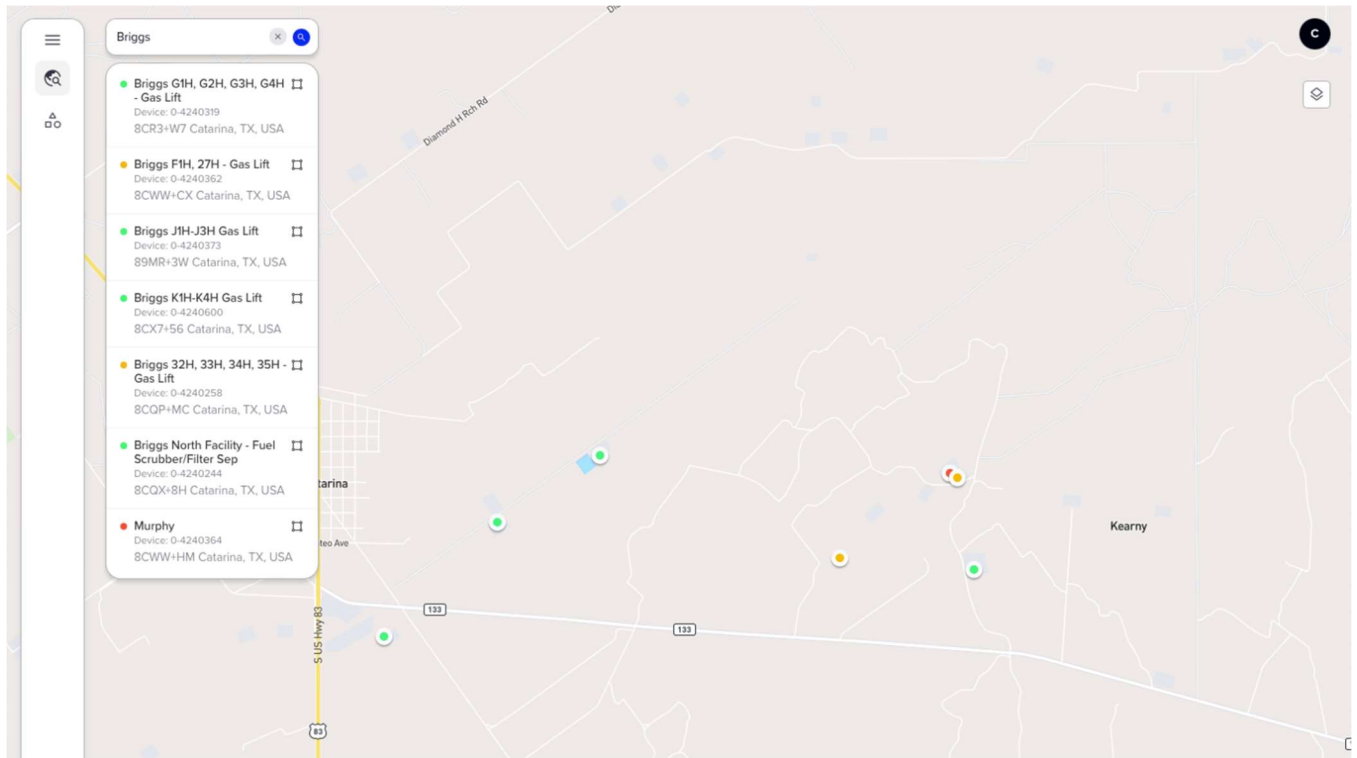 Briggs
C
Briggs G1H, G2H, G3H, G4H
- Gas Lift
Device: 0-4240319
8CR3+W7 Catarina, TX, USA
Briggs F1H, 27H - Gas Lift
Device: 0-4240362
8CWW+CX Catarina, TX, USA
Briggs J1H-J3H Gas Lift
Device: 0-4240373
89MR+3W Catarina, TX, USA
Briggs K1H-K4H Gas Lift
Device: 0-4240600
8CX7+56 Catarina, TX, USA
Briggs 32H, 33H, 34H, 35H -
Gas Lift
Device: 0-4240258
8CQP+MC Catarina, TX, USA
Briggs North Facility - Fuel
Scrubber/Filter Sep
Device: 0-4240244
8CQX+8H Catarina, TX, USA
Murphy
Device: 0-4240364
8CWW+HM Catarina, TX, USA
Diamond H Rch Rd
tarina
teo Ave
Kearny
133
133
S US Hwy 83
83